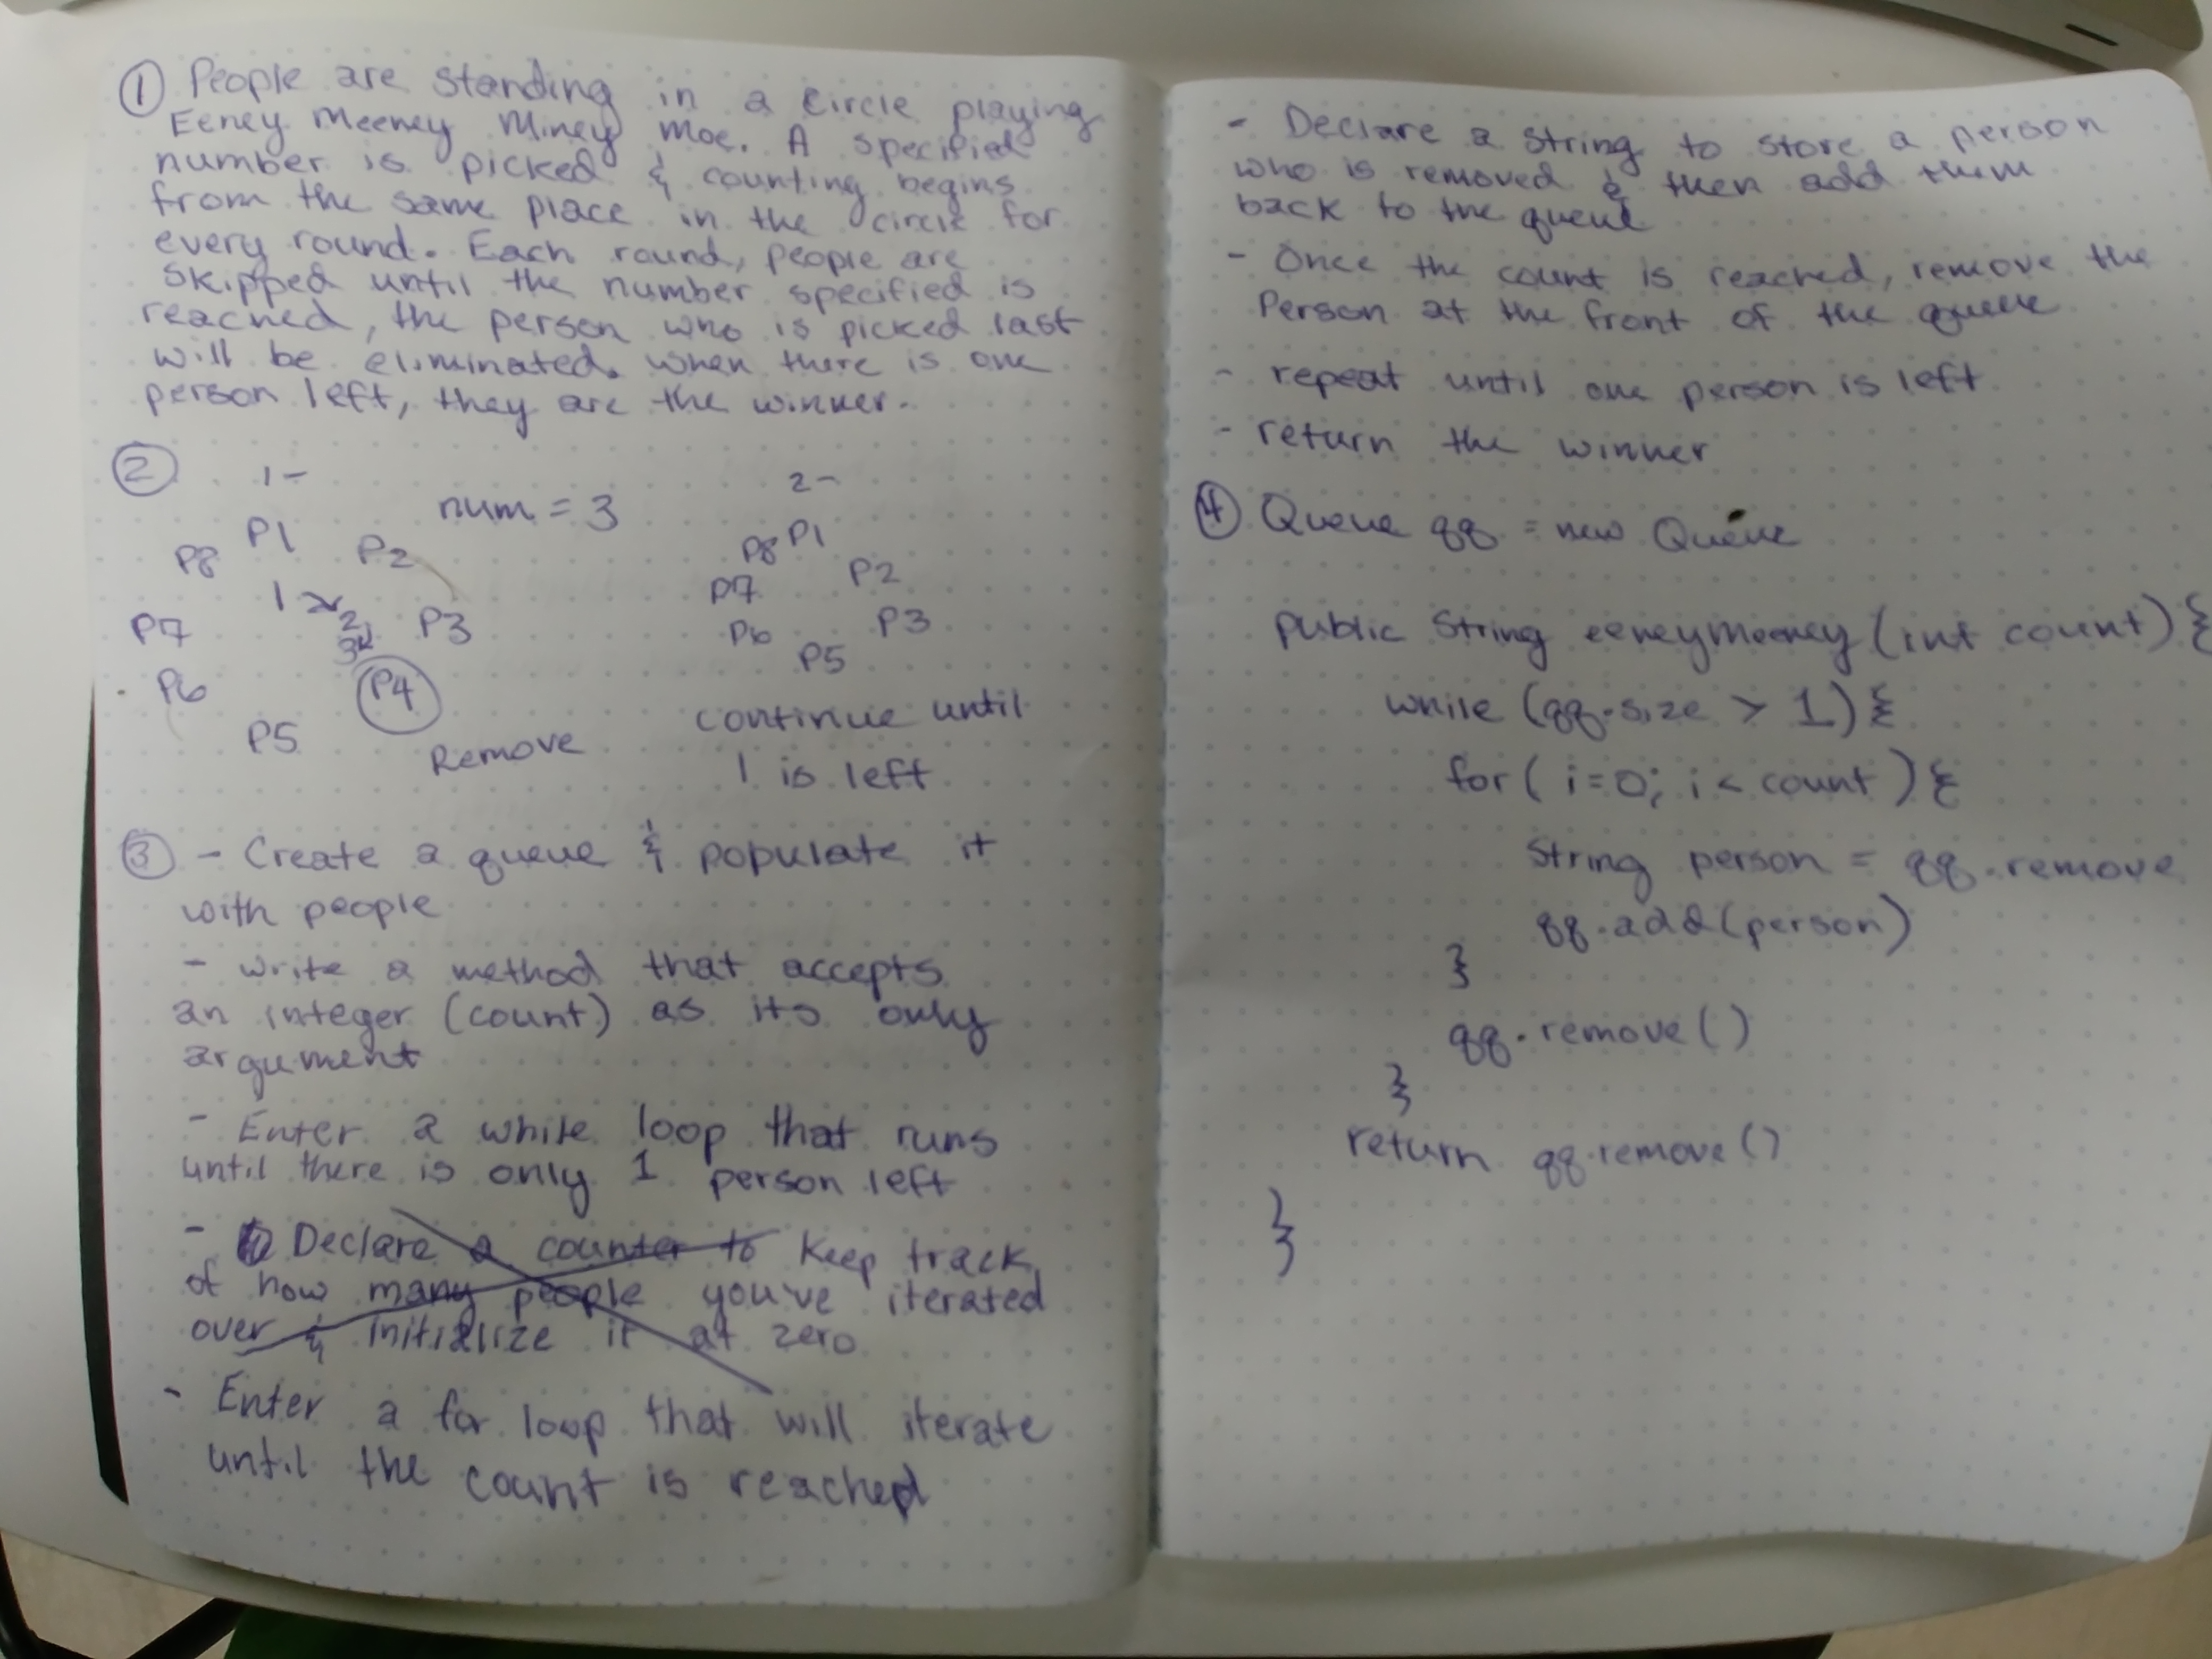 ① People are standing in a circle playing
Eeney Meeney Miney Moe. A specified
number is picked & counting begins
from the same place in the circle for
every round. Each round, people are
skipped until the number specified is
reached, the person who is picked last
will be eliminated. When there is one
person left, they are the winner.
②
1-
num = 3
P1
P2
P8
1 2
3
P3
P7
P4
P6
P5
Remove
2-
P8 P1
P7
P2
P6
P3
P5
continue until
1 is left
③ - Create a queue & populate it
with people
- write a method that accepts
an integer (count) as its only
argument
- Enter a while loop that runs
until there is only 1 person left
- Declare a counter to keep track
of how many people you've iterated
over & initialize it at zero
- Enter a for loop that will iterate
until the count is reached
- Declare a string to store a person
who is removed & then add them
back to the queue
- Once the count is reached, remove the
Person at the front of the queue
- repeat until one person is left
- return the winner
④ Queue qq = new Queue
public String eeneymeeney (int count) {
while (qq.size > 1) {
for ( i=0; i < count ) {
String person = qq.remove
qq.add(person)
}
qq.remove()
}
return qq.remove()
}